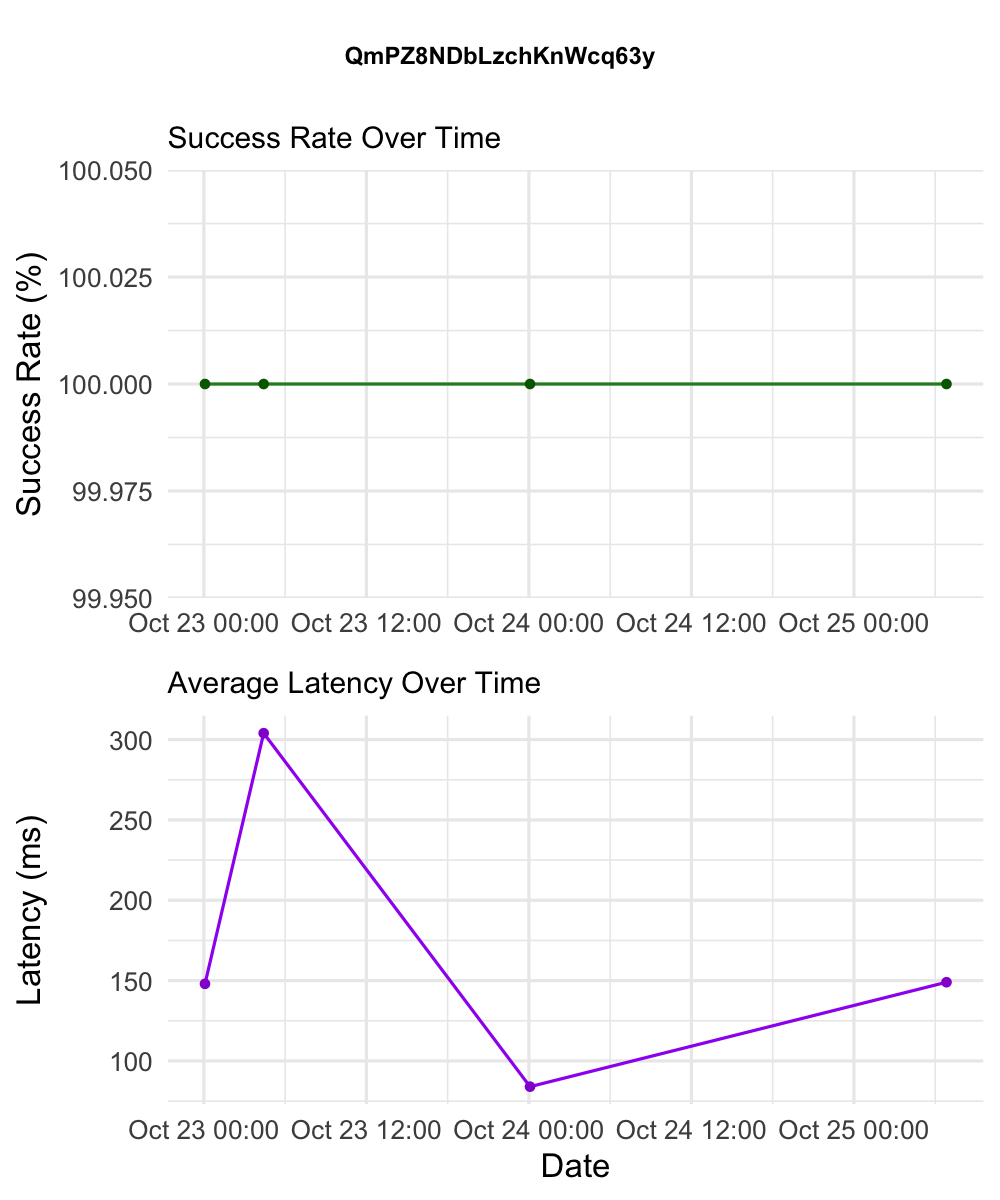 QmPZ8NDbLzchKnWcq63y
Success Rate Over Time
Success Rate (%)
100.050
100.025
100.000
99.975
99.950
Oct 23 00:00 Oct 23 12:00 Oct 24 00:00 Oct 24 12:00 Oct 25 00:00
Average Latency Over Time
Latency (ms)
300
250
200
150
100
Oct 23 00:00 Oct 23 12:00 Oct 24 00:00 Oct 24 12:00 Oct 25 00:00
Date